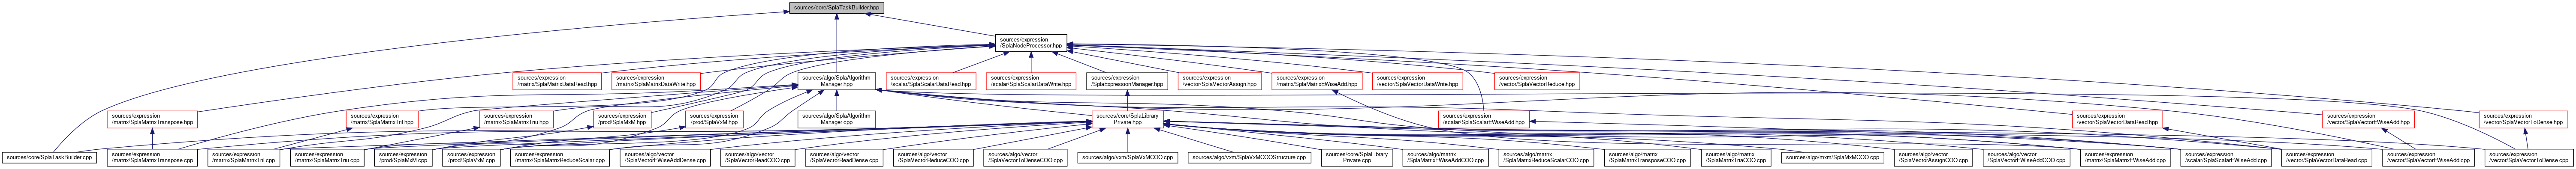 sources/core/SplaTaskBuilder.hpp
sources/expression
/SplaNodeProcessor.hpp
sources/expression
/matrix/SplaMatrixDataRead.hpp
sources/expression
/matrix/SplaMatrixDataWrite.hpp
sources/algo/SplaAlgorithm
Manager.hpp
sources/expression
/scalar/SplaScalarDataRead.hpp
sources/expression
/scalar/SplaScalarDataWrite.hpp
sources/expression
/SplaExpressionManager.hpp
sources/expression
/vector/SplaVectorAssign.hpp
sources/expression
/matrix/SplaMatrixEWiseAdd.hpp
sources/expression
/vector/SplaVectorDataWrite.hpp
sources/expression
/vector/SplaVectorReduce.hpp
sources/expression
/matrix/SplaMatrixTranspose.hpp
sources/expression
/matrix/SplaMatrixTril.hpp
sources/expression
/matrix/SplaMatrixTriu.hpp
sources/expression
/prod/SplaMxM.hpp
sources/expression
/prod/SplaVxM.hpp
sources/algo/SplaAlgorithm
Manager.cpp
sources/core/SplaLibrary
Private.hpp
sources/expression
/scalar/SplaScalarEWiseAdd.hpp
sources/expression
/vector/SplaVectorDataRead.hpp
sources/expression
/vector/SplaVectorEWiseAdd.hpp
sources/expression
/vector/SplaVectorToDense.hpp
sources/core/SplaTaskBuilder.cpp
sources/expression
/matrix/SplaMatrixTranspose.cpp
sources/expression
/matrix/SplaMatrixTril.cpp
sources/expression
/matrix/SplaMatrixTriu.cpp
sources/expression
/prod/SplaMxM.cpp
sources/expression
/prod/SplaVxM.cpp
sources/expression
/matrix/SplaMatrixReduceScalar.cpp
sources/algo/vector
/SplaVectorEWiseAddDense.cpp
sources/algo/vector
/SplaVectorReadCOO.cpp
sources/algo/vector
/SplaVectorReadDense.cpp
sources/algo/vector
/SplaVectorReduceCOO.cpp
sources/algo/vector
/SplaVectorToDenseCOO.cpp
sources/algo/vxm/SplaVxMCOO.cpp
sources/algo/vxm/SplaVxMCOOStructure.cpp
sources/core/SplaLibrary
Private.cpp
sources/algo/matrix
/SplaMatrixEWiseAddCOO.cpp
sources/algo/matrix
/SplaMatrixReduceScalarCOO.cpp
sources/algo/matrix
/SplaMatrixTransposeCOO.cpp
sources/algo/matrix
/SplaMatrixTriaCOO.cpp
sources/algo/mxm/SplaMxMCOO.cpp
sources/algo/vector
/SplaVectorAssignCOO.cpp
sources/algo/vector
/SplaVectorEWiseAddCOO.cpp
sources/expression
/matrix/SplaMatrixEWiseAdd.cpp
sources/expression
/scalar/SplaScalarEWiseAdd.cpp
sources/expression
/vector/SplaVectorDataRead.cpp
sources/expression
/vector/SplaVectorEWiseAdd.cpp
sources/expression
/vector/SplaVectorToDense.cpp